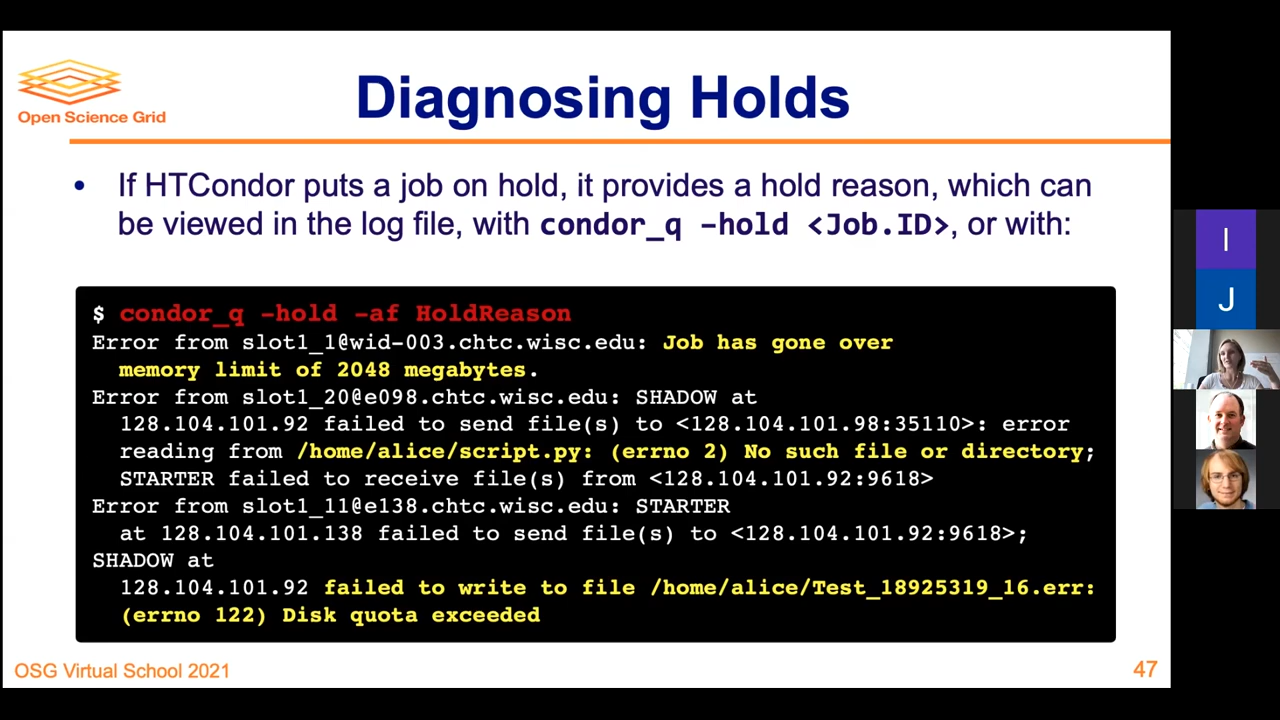 Open Science Grid
Diagnosing Holds
• If HTCondor puts a job on hold, it provides a hold reason, which can
be viewed in the log file, with condor_q -hold <Job.ID>, or with:
$ condor_q -hold -af HoldReason
Error from slot1_1@wid-003.chtc.wisc.edu: Job has gone over
memory limit of 2048 megabytes.
Error from slot1_20@e098.chtc.wisc.edu: SHADOW at
128.104.101.92 failed to send file(s) to <128.104.101.98:35110>: error
reading from /home/alice/script.py: (errno 2) No such file or directory;
STARTER failed to receive file(s) from <128.104.101.92:9618>
Error from slot1_11@e138.chtc.wisc.edu: STARTER
at 128.104.101.138 failed to send file(s) to <128.104.101.92:9618>;
SHADOW at
128.104.101.92 failed to write to file /home/alice/Test_18925319_16.err:
(errno 122) Disk quota exceeded
OSG Virtual School 2021
47
I
J